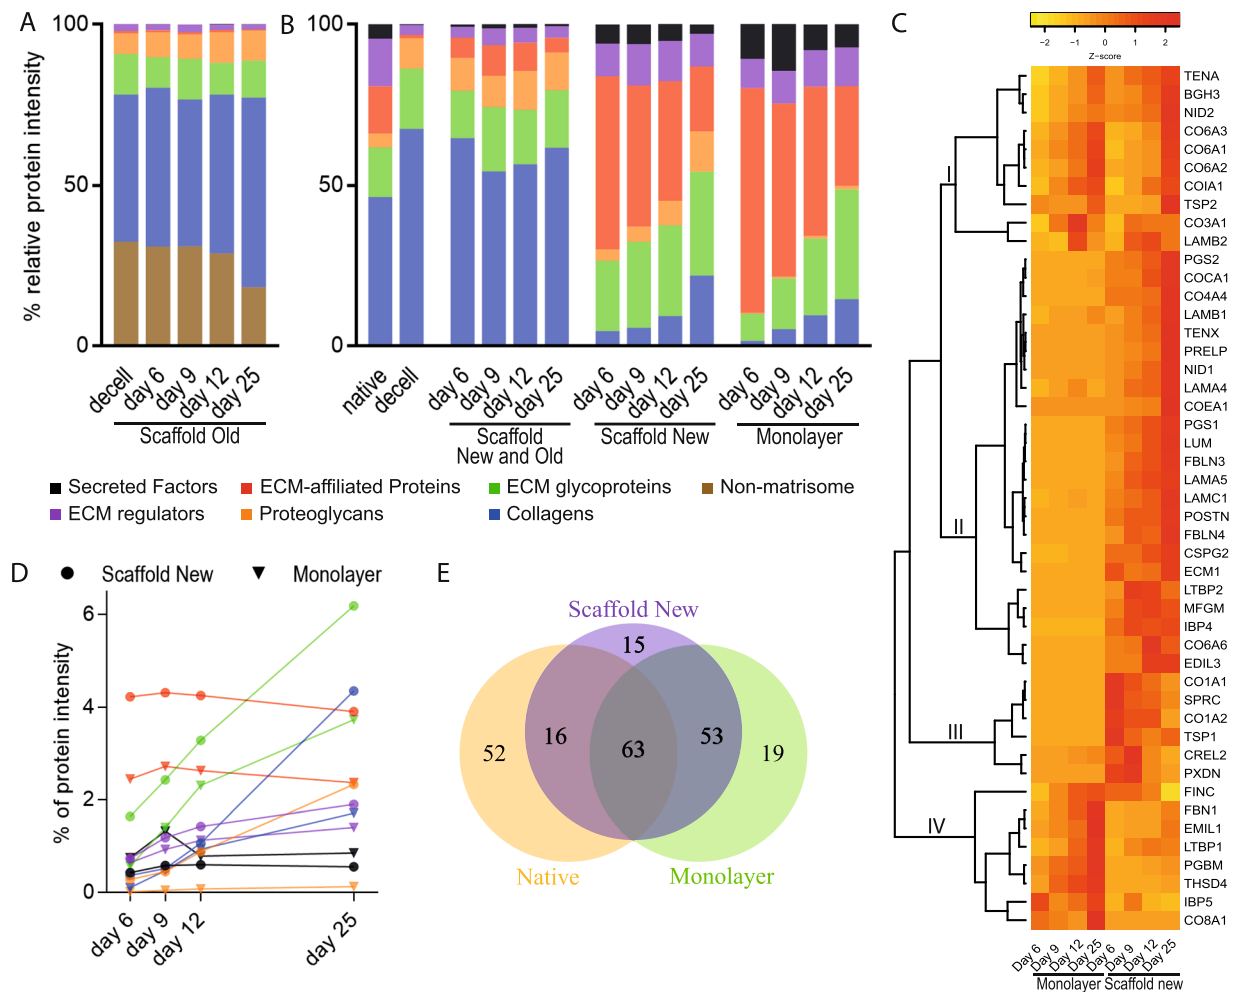 A
% relative protein intensity
100
50
0
decell
day 6
day 9
day 12
day 25
Scaffold Old
B
100
50
0
native
decell
day 6
day 9
day 12
day 25
Scaffold
New and Old
day 6
day 9
day 12
day 25
Scaffold New
day 6
day 9
day 12
day 25
Monolayer
Secreted Factors
ECM-affiliated Proteins
ECM glycoproteins
Non-matrisome
ECM regulators
Proteoglycans
Collagens
C
-2
-1
0
1
2
Z-score
I
II
III
IV
TENA
BGH3
NID2
CO6A3
CO6A1
CO6A2
COIA1
TSP2
CO3A1
LAMB2
PGS2
COCA1
CO4A4
LAMB1
TENX
PRELP
NID1
LAMA4
COEA1
PGS1
LUM
FBLN3
LAMA5
LAMC1
POSTN
FBLN4
CSPG2
ECM1
LTBP2
MFGM
IBP4
CO6A6
EDIL3
CO1A1
SPRC
CO1A2
TSP1
CREL2
PXDN
FINC
FBN1
EMIL1
LTBP1
PGBM
THSD4
IBP5
CO8A1
Day 6
Day 9
Day 12
Day 25
Day 6
Day 9
Day 12
Day 25
Monolayer
Scaffold new
D
Scaffold New
Monolayer
% of protein intensity
6
4
2
0
day 6
day 9
day 12
day 25
E
Scaffold New
15
52
16
63
53
19
Native
Monolayer